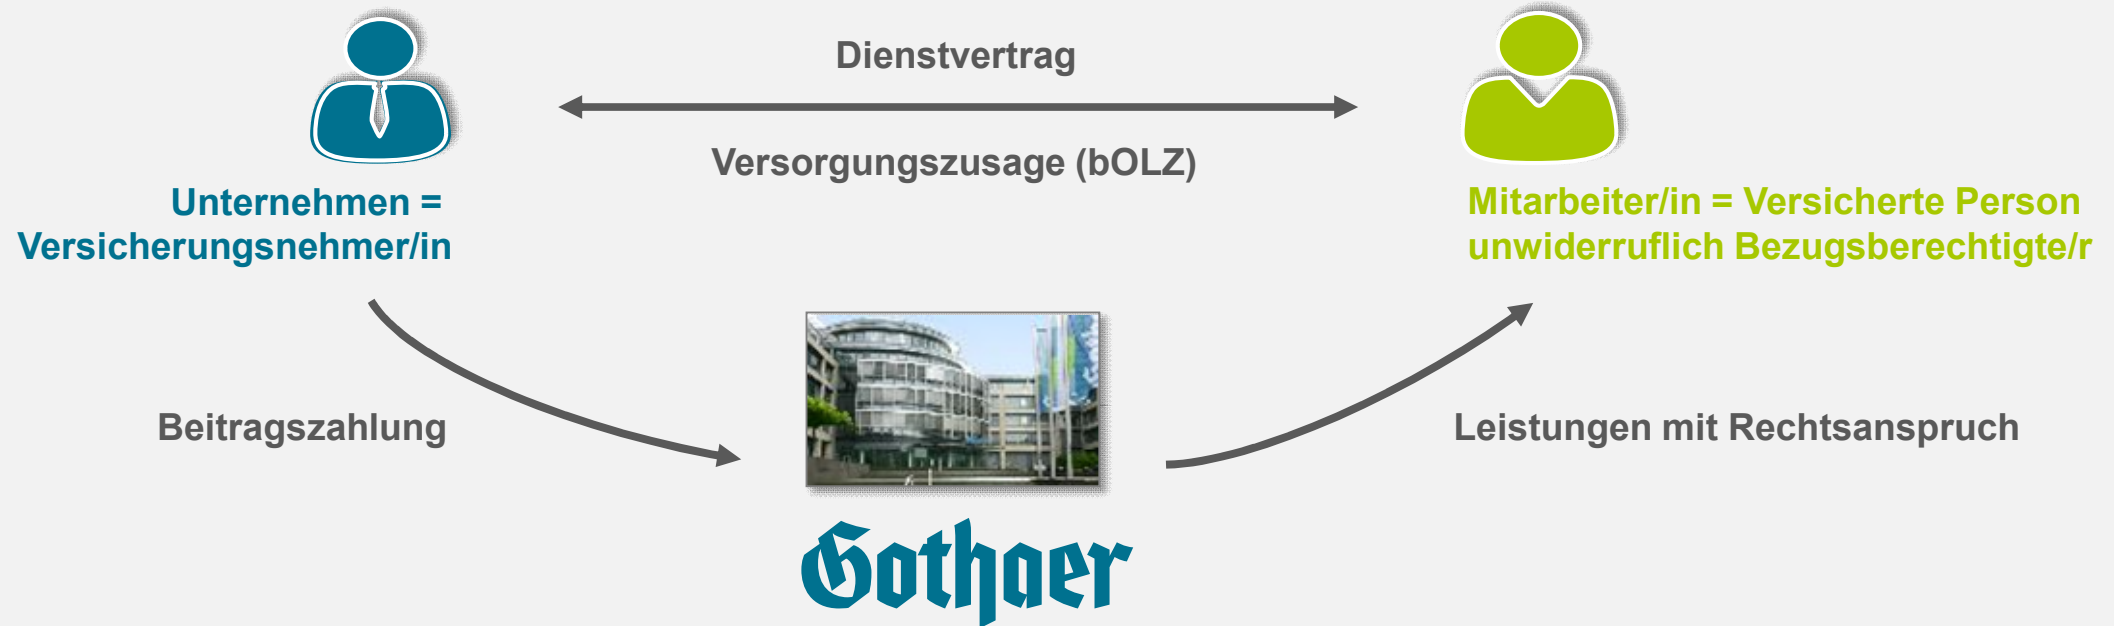 Dienstvertrag
Versorgungszusage (bOLZ)
Unternehmen =
Versicherungsnehmer/in
Mitarbeiter/in = Versicherte Person
unwiderruflich Bezugsberechtigte/r
Beitragszahlung
Leistungen mit Rechtsanspruch
Gothaer